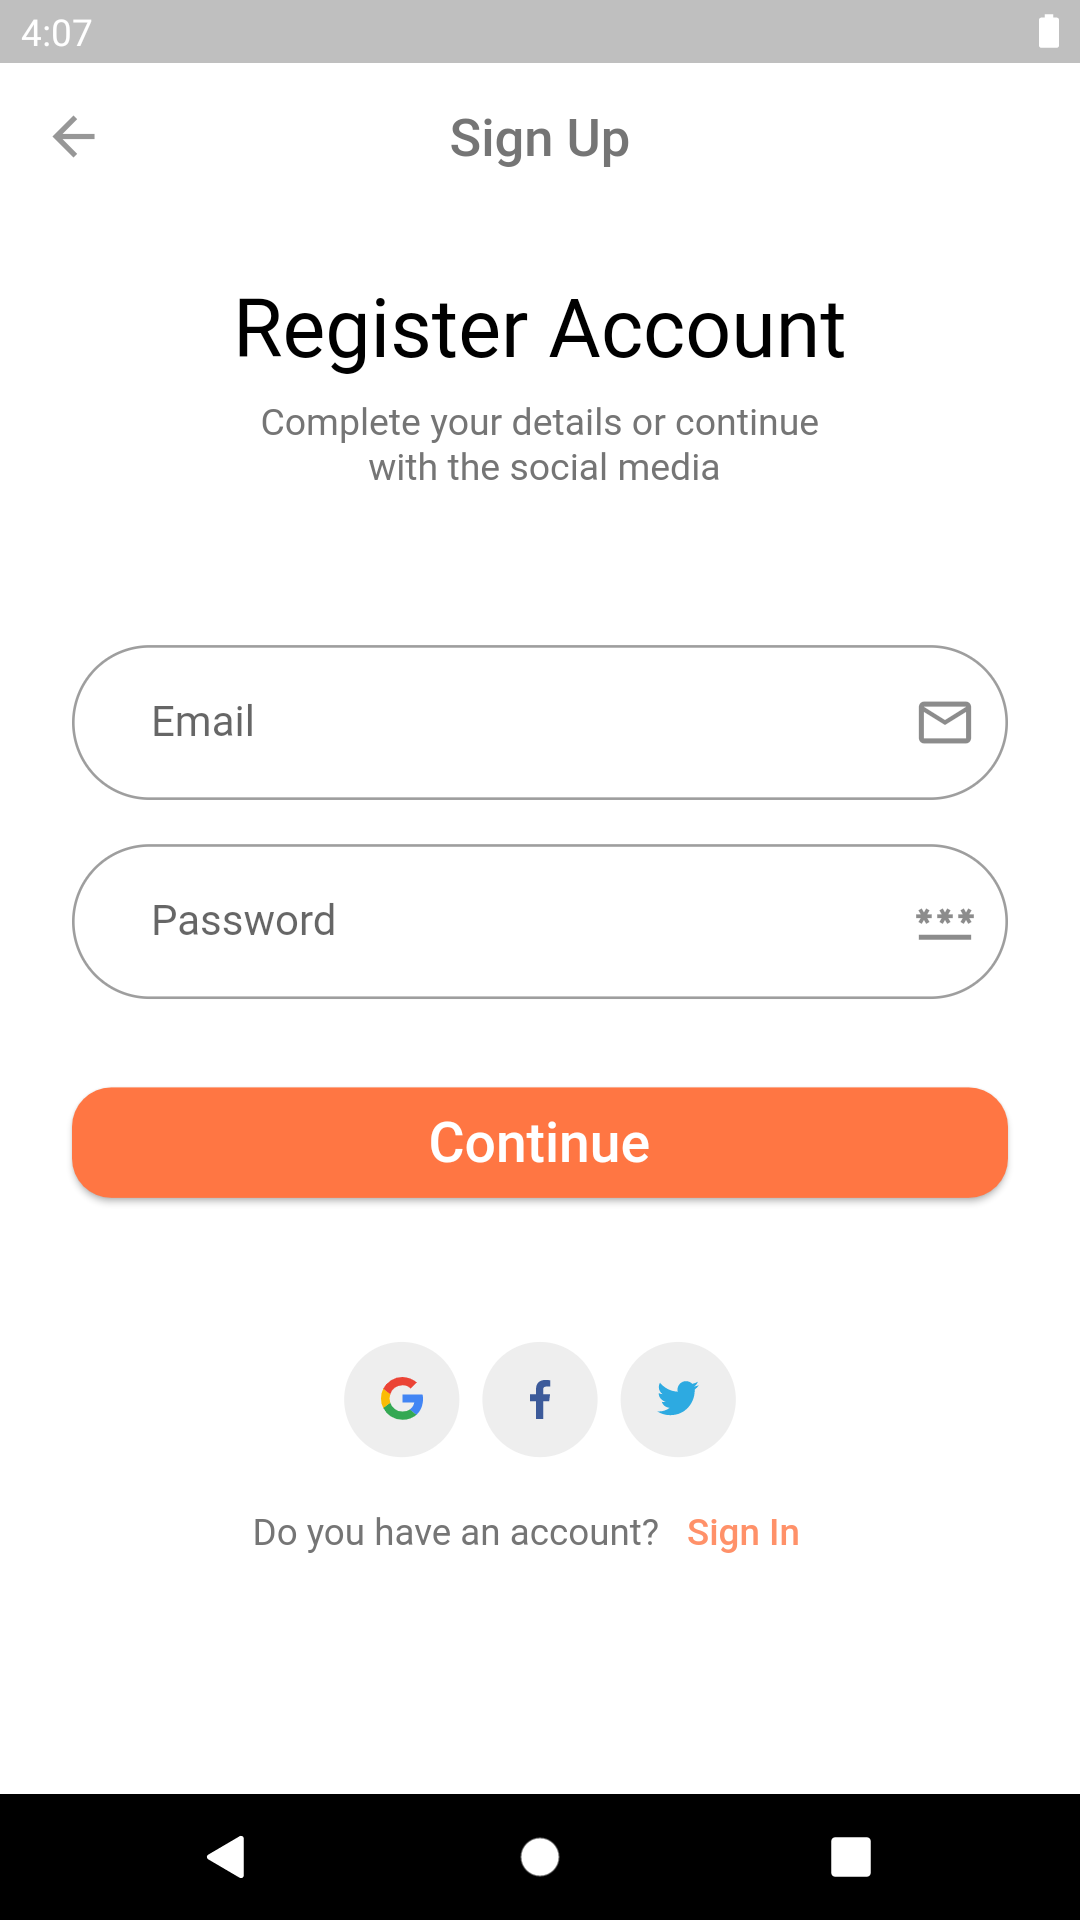 4:07
Sign Up
Register Account
Complete your details or continue
with the social media
Email
Password
***
Continue
Do you have an account? Sign In